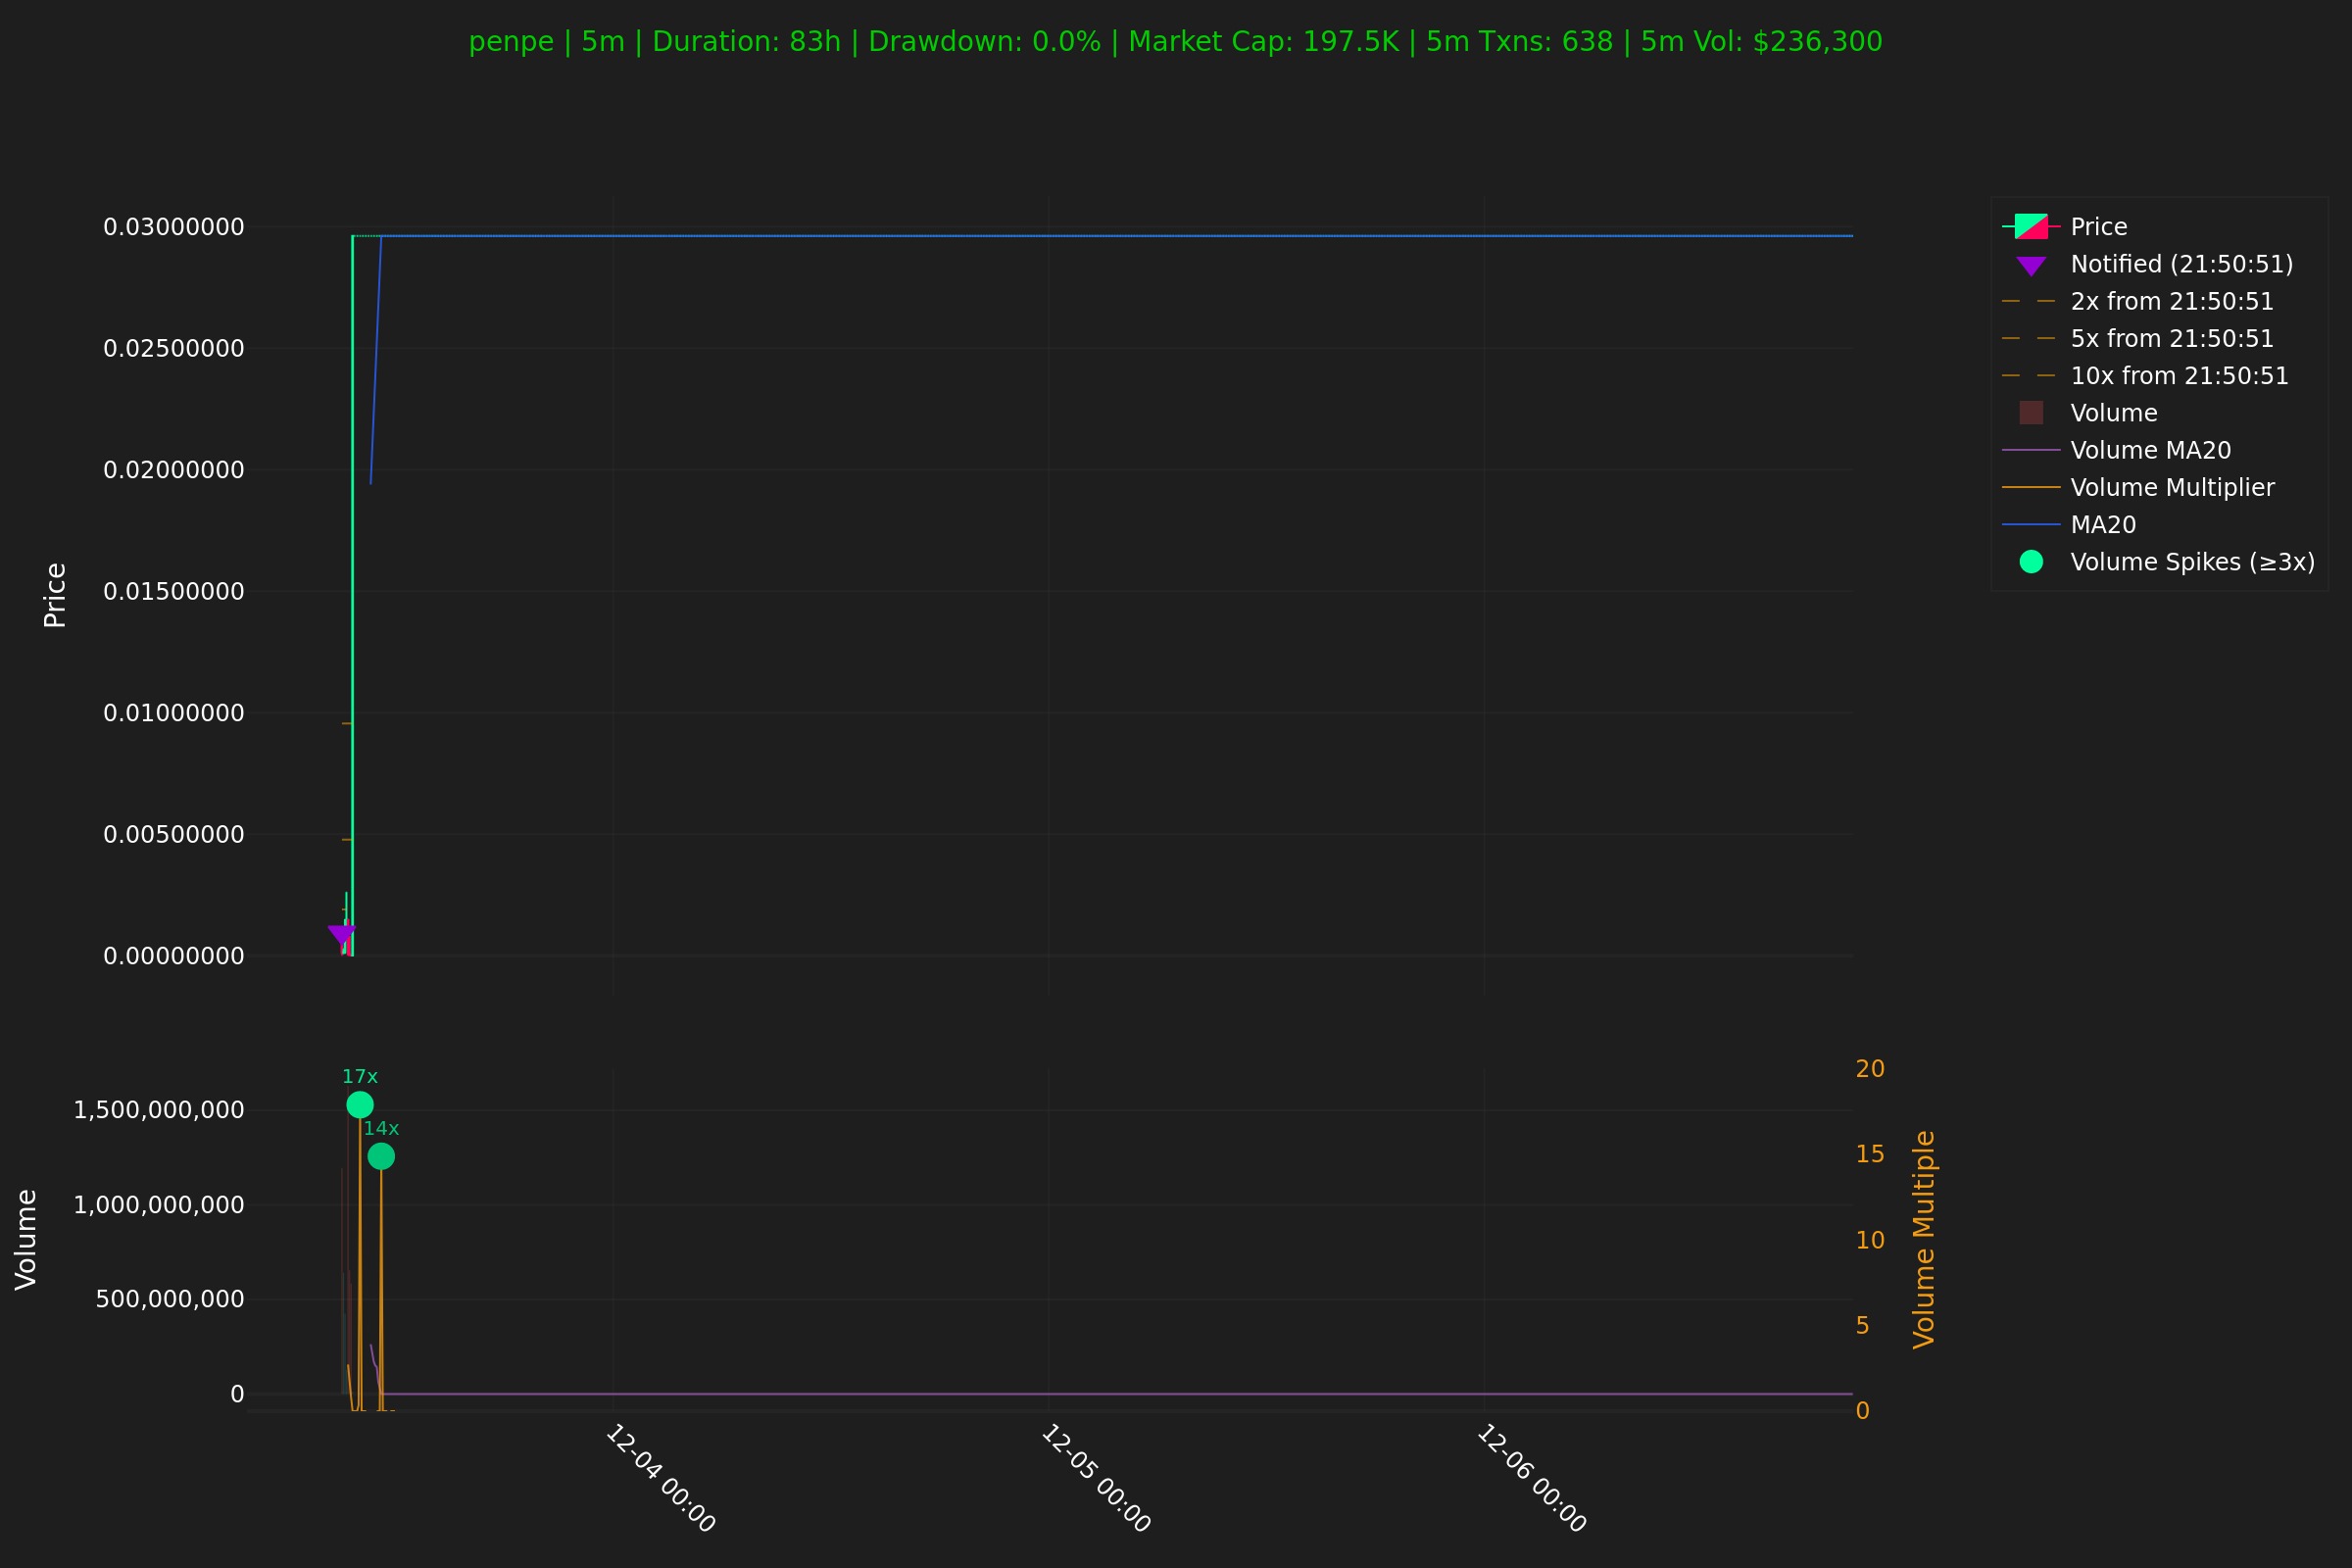 penpe | 5m | Duration: 83h | Drawdown: 0.0% | Market Cap: 197.5K | 5m Txns: 638 | 5m Vol: $236,300
0.03000000
0.02500000
0.02000000
0.01500000
0.01000000
0.00500000
0.00000000
Price
Price
Notified (21:50:51)
2x from 21:50:51
5x from 21:50:51
10x from 21:50:51
Volume
Volume MA20
Volume Multiplier
MA20
Volume Spikes (≥3x)
17x
14x
1,500,000,000
1,000,000,000
500,000,000
0
Volume
20
15
10
5
0
Volume Multiple
12-04 00:00
12-05 00:00
12-06 00:00